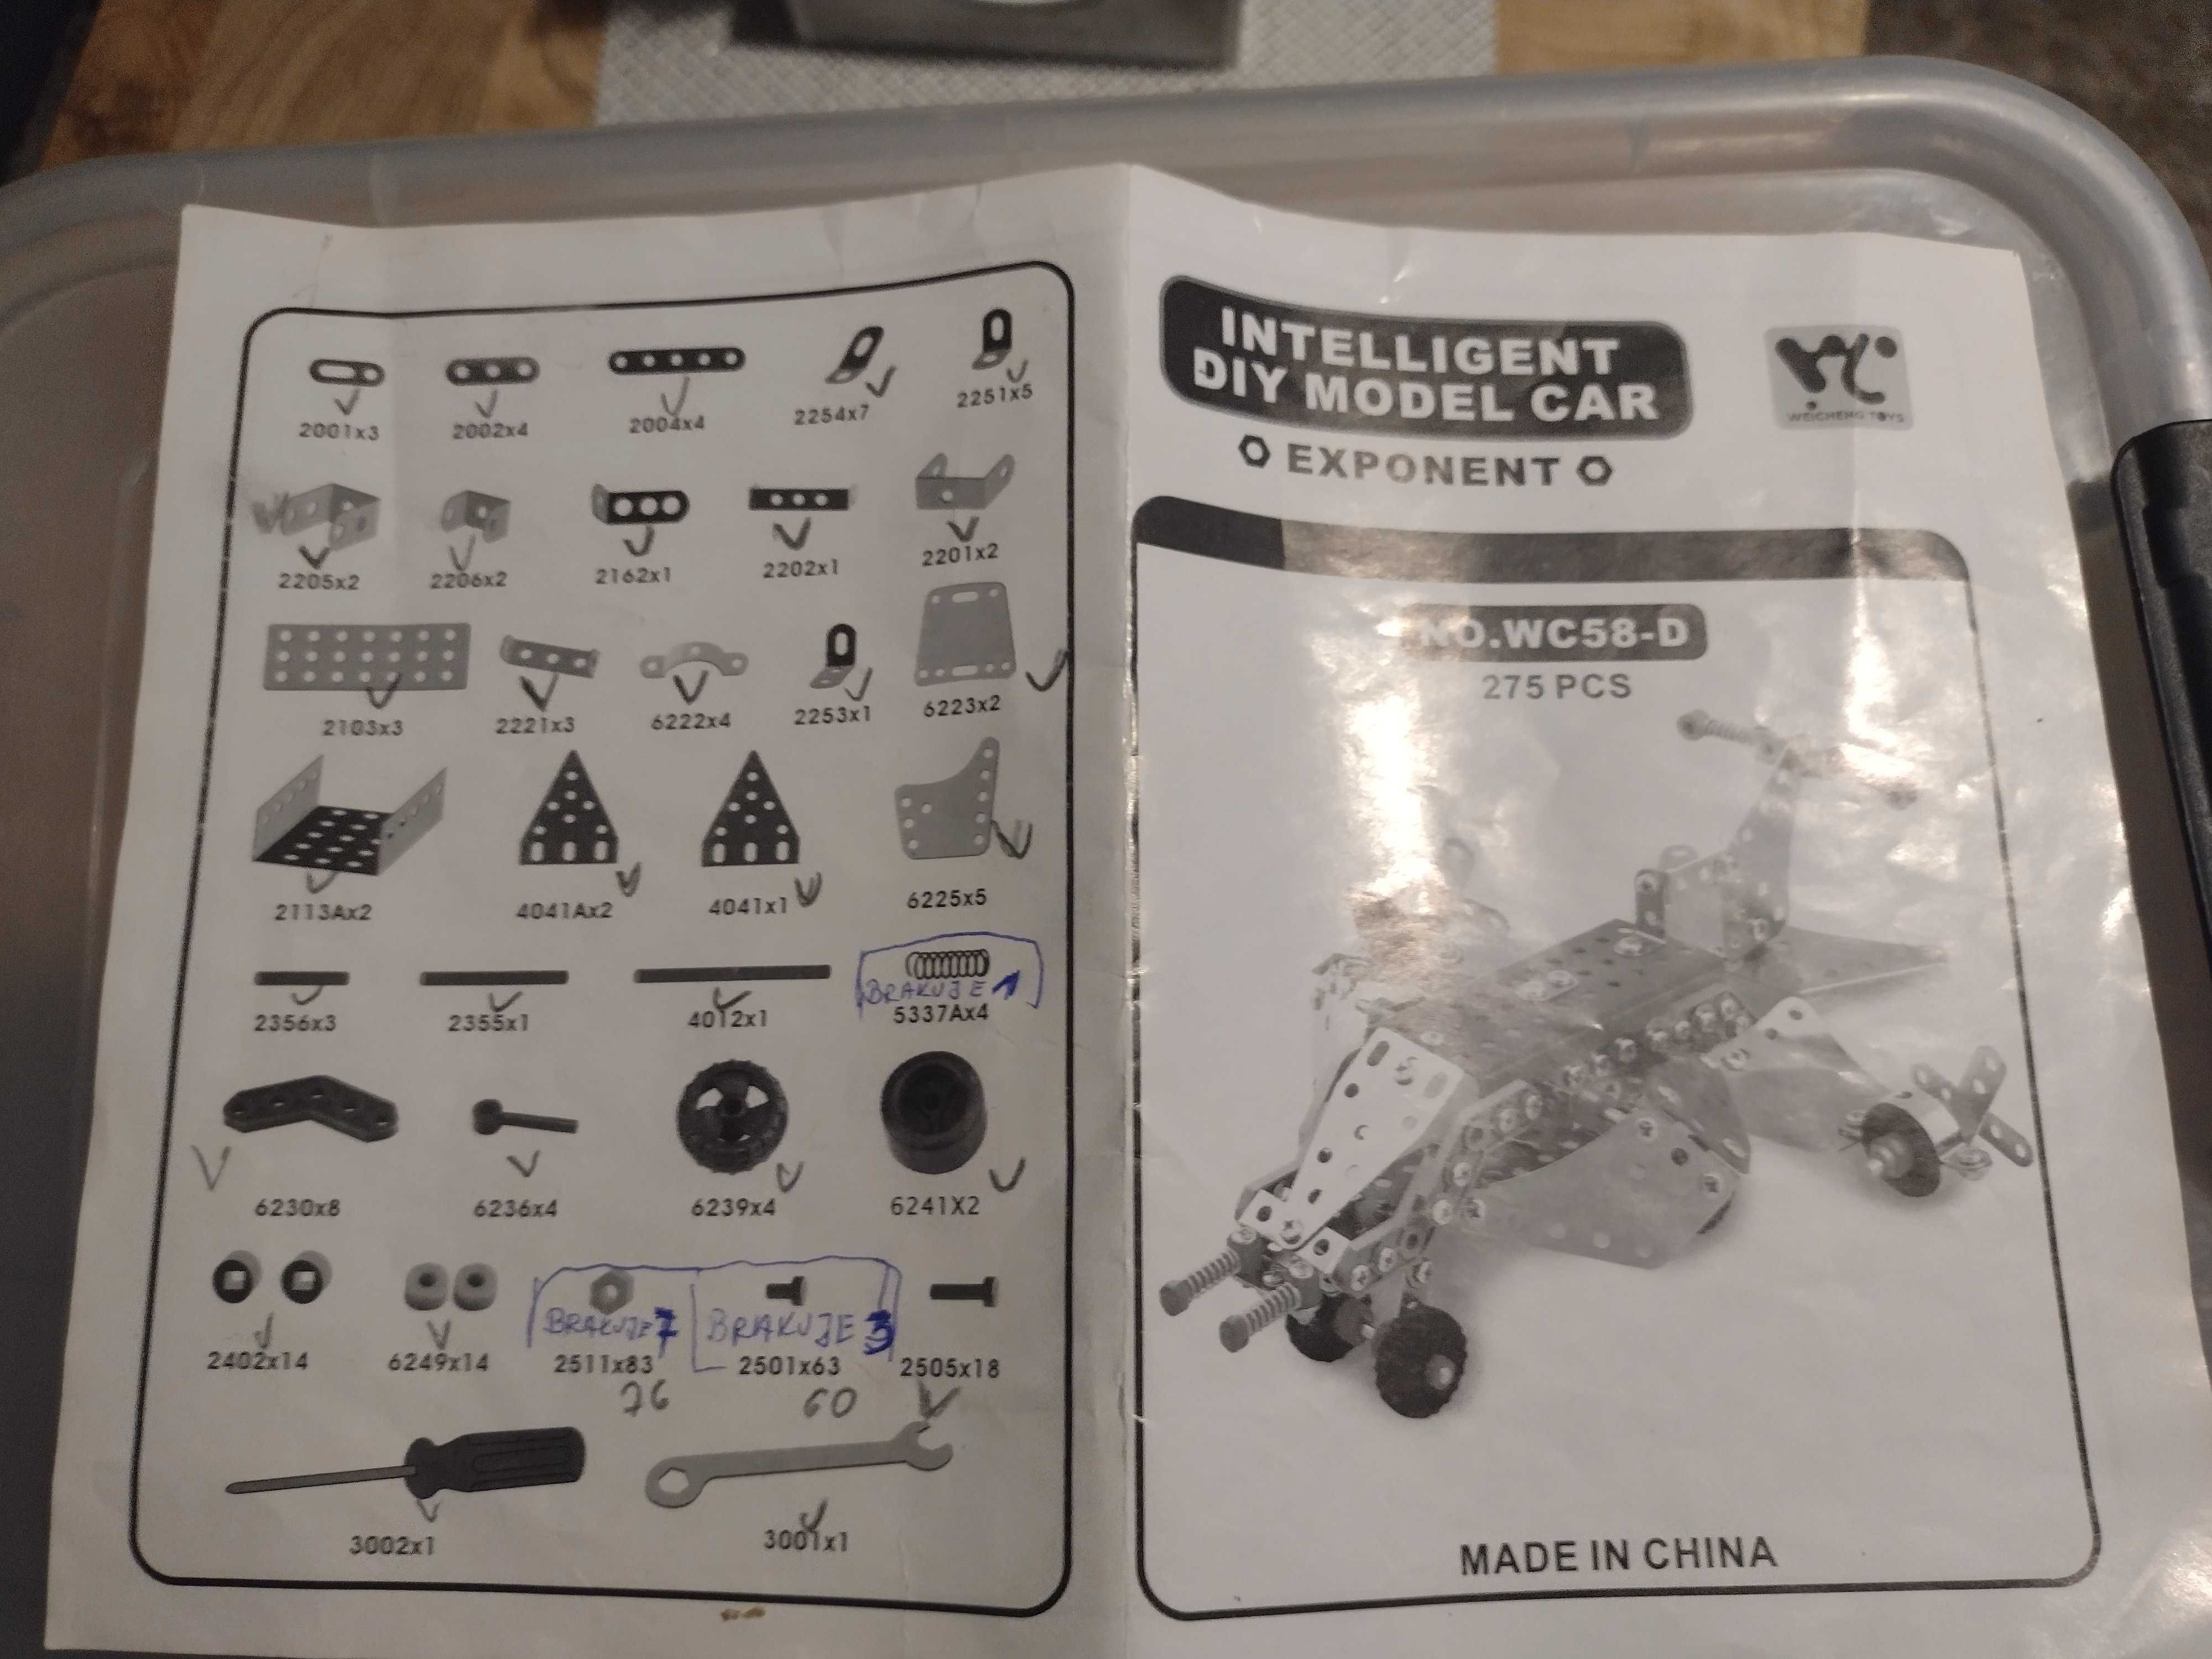 2001x3
2002x4
2004x4
2254x7
2251x5
2205x2
2206x2
2162x1
2202x1
2201x2
2103x3
2221x3
6222x4
2253x1
6223x2
2113Ax2
4041Ax2
4041x1
6225x5
2356x3
2355x1
4012x1
BRAKUJE 1
5337Ax4
6230x8
6236x4
6239x4
6241X2
BRAKUJE 7
BRAKUJE 3
2402x14
6249x14
2511x83
2501x63
2505x18
76
60
3002x1
3001x1
INTELLIGENT
DIY MODEL CAR
EXPONENT
WEICHENG TOYS
NO.WC58-D
275 PCS
MADE IN CHINA